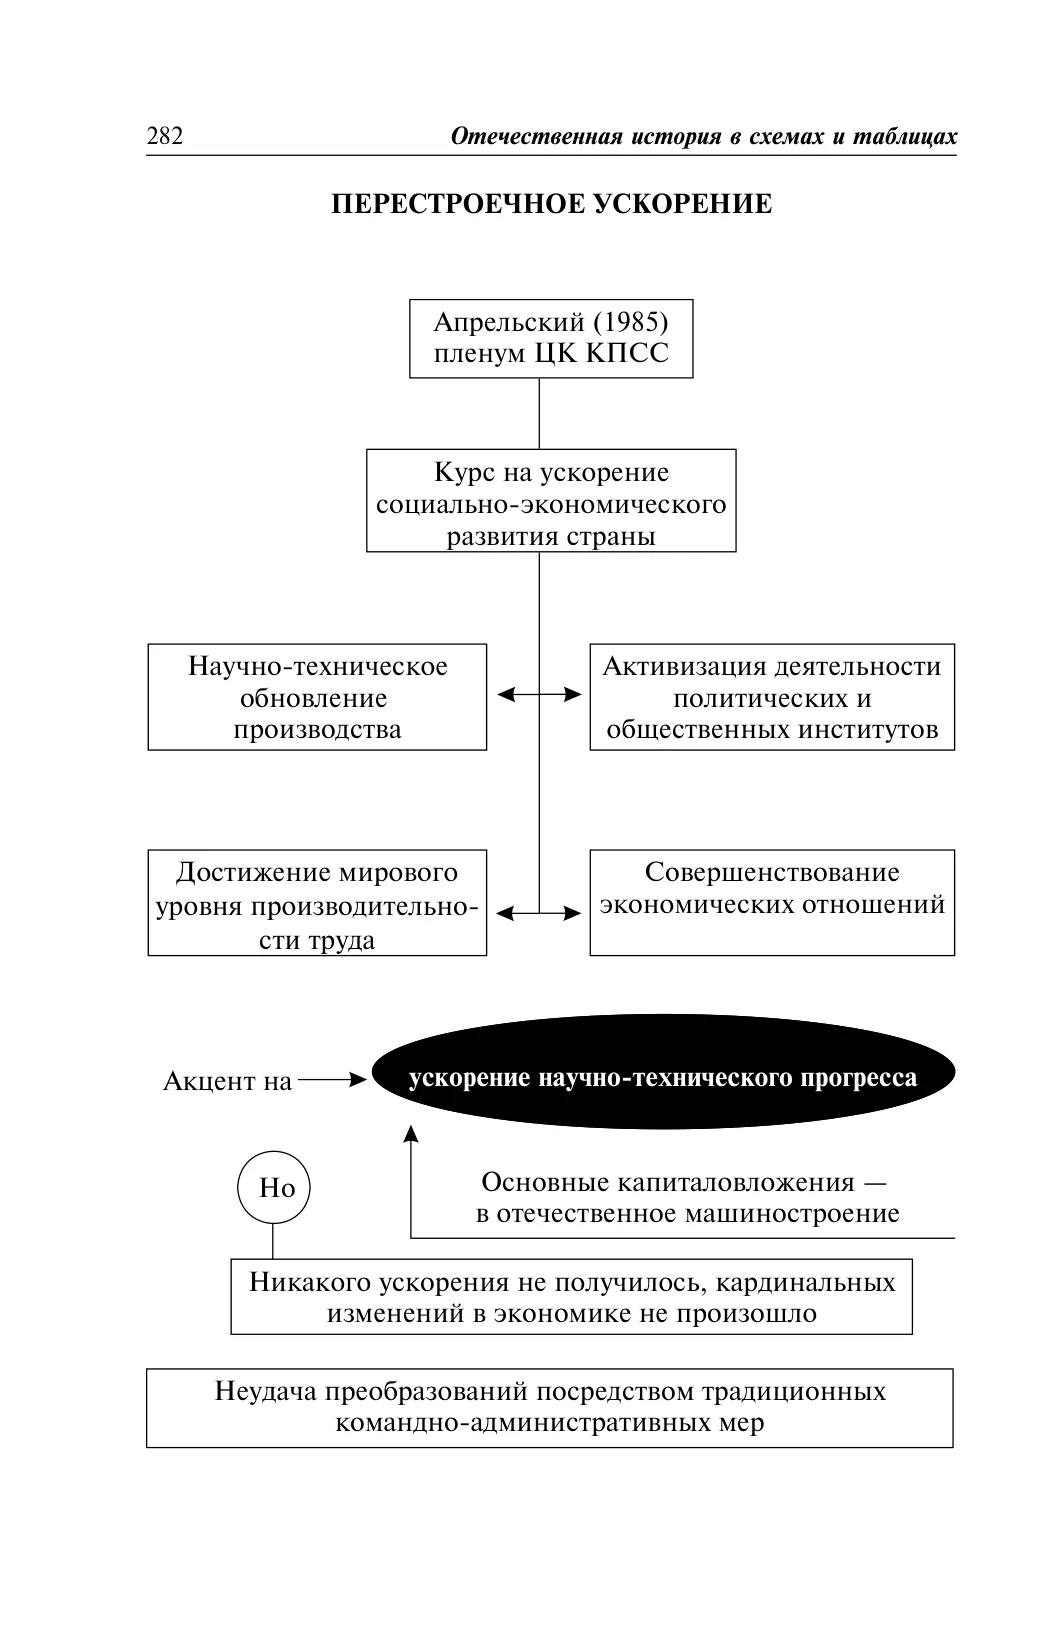 282
Отечественная история в схемах и таблицах
ПЕРЕСТРОЕЧНОЕ УСКОРЕНИЕ
Апрельский (1985)
пленум ЦК КПСС
Курс на ускорение
социально-экономического
развития страны
Научно-техническое
обновление
производства
Активизация деятельности
политических и
общественных институтов
Достижение мирового
уровня производительно-
сти труда
Совершенствование
экономических отношений
Акцент на
ускорение научно-технического прогресса
Но
Основные капиталовложения —
в отечественное машиностроение
Никакого ускорения не получилось, кардинальных
изменений в экономике не произошло
Неудача преобразований посредством традиционных
командно-административных мер